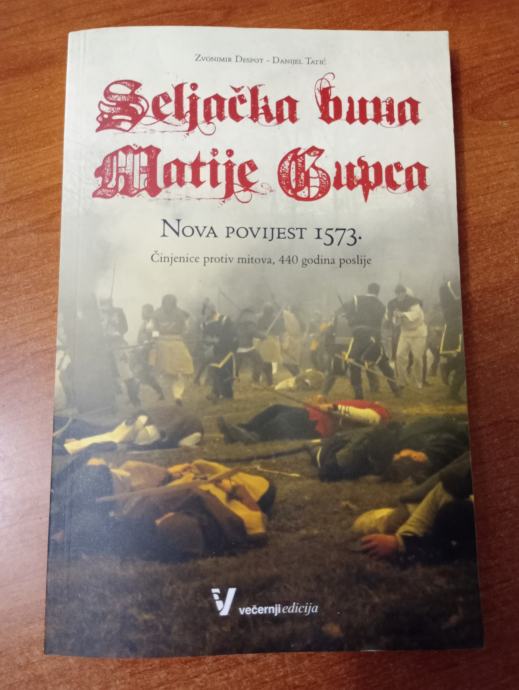 Zvonimir Despot - Danijel Tatić
Seljačka buna
Matije Gupca
Nova povijest 1573.
Činjenice protiv mitova, 440 godina poslije
večernji edicija